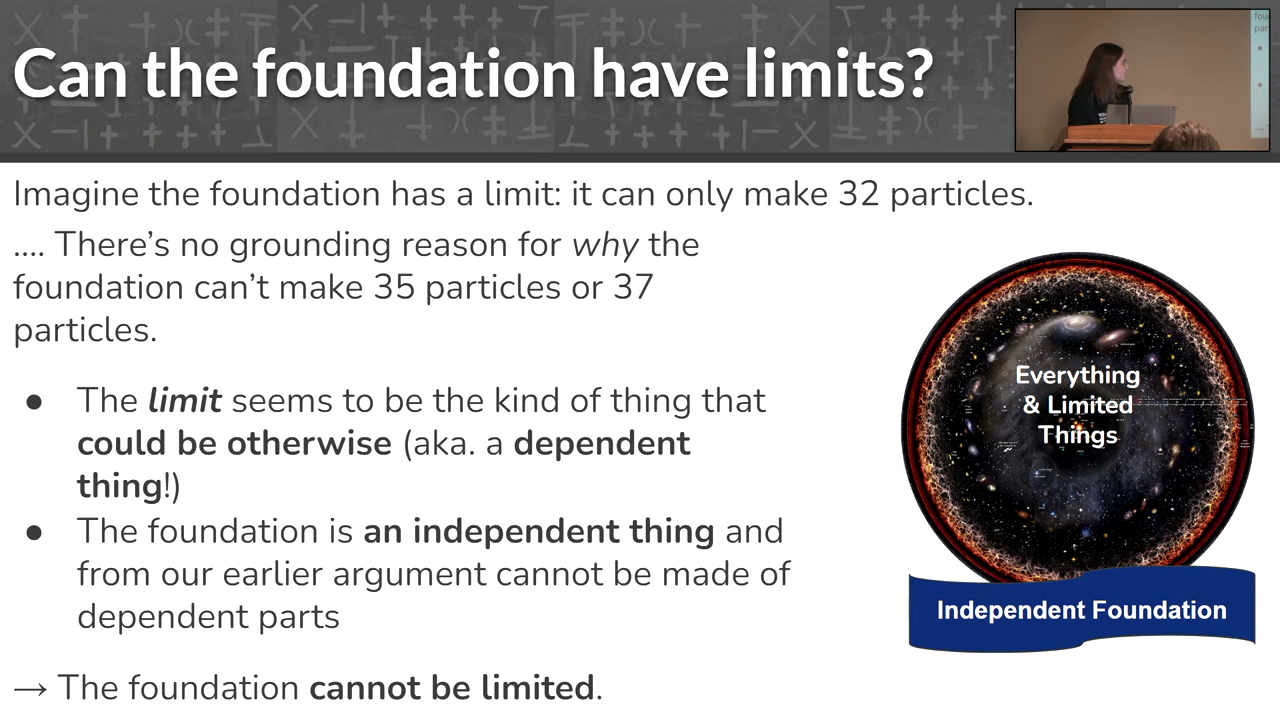 Can the foundation have limits?
fou
par
Imagine the foundation has a limit: it can only make 32 particles.
.... There's no grounding reason for why the
foundation can't make 35 particles or 37
particles.
● The limit seems to be the kind of thing that
could be otherwise (aka. a dependent
thing!)
● The foundation is an independent thing and
from our earlier argument cannot be made of
dependent parts
→ The foundation cannot be limited.
Everything
& Limited
Things
Independent Foundation